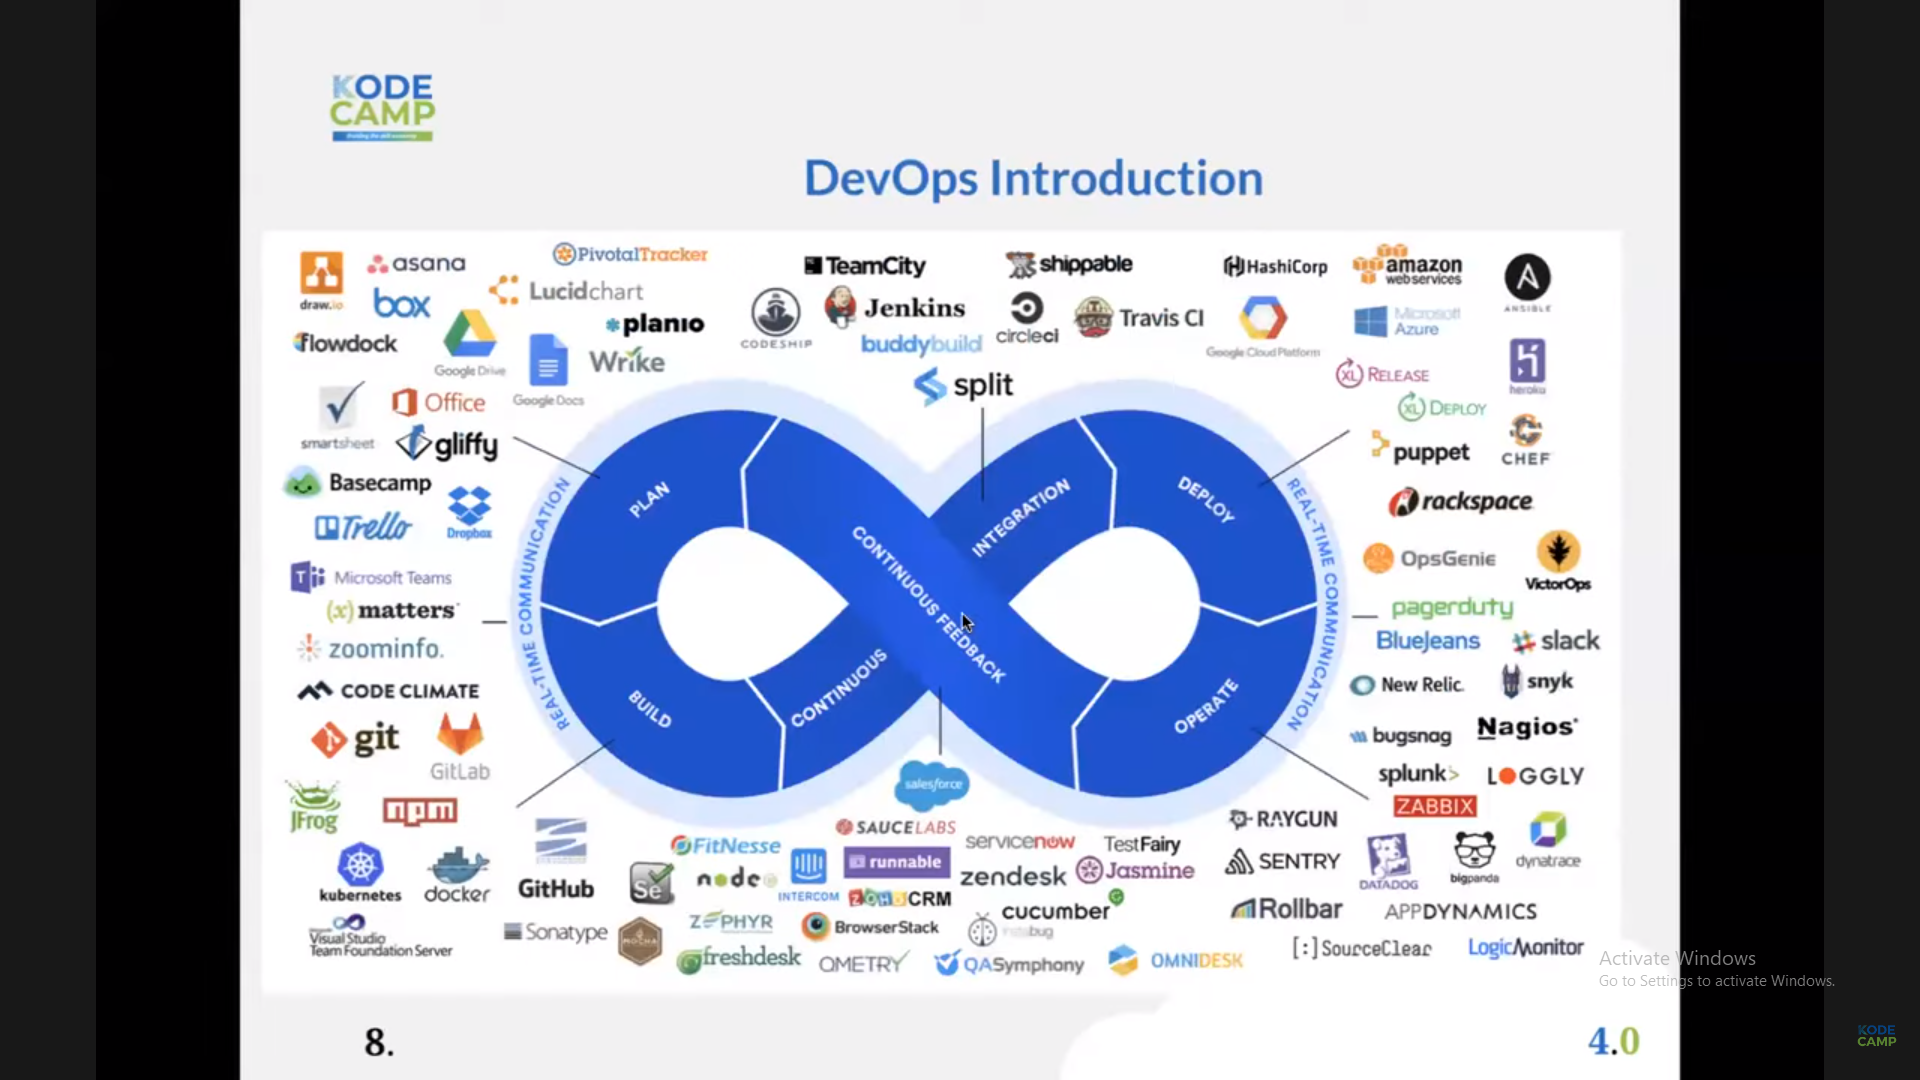 KODE
CAMP
DevOps Introduction
draw.io
asana
PivotalTracker
box
Lucidchart
planio
flowdock
Google Drive
Google Docs
Wrike
smartsheet
Office
gliffy
Basecamp
Trello
Dropbox
TeamCity
shippable
CODESHIP
Jenkins
circleci
Travis CI
buddybuild
split
HashiCorp
amazon
webservices
ANSIBLE
Google Cloud Platform
Microsoft
Azure
XL RELEASE
heroku
XL DEPLOY
puppet
CHEF
rackspace
PLAN
BUILD
CONTINUOUS
INTEGRATION
CONTINUOUS FEEDBACK
DEPLOY
OPERATE
REAL-TIME COMMUNICATION
REAL-TIME COMMUNICATION
Microsoft Teams
(x)matters
zoominfo.
CODE CLIMATE
git
GitLab
JFrog
npm
kubernetes
docker
GitHub
Visual Studio
Team Foundation Server
Sonatype
OpsGenie
VictorOps
pagerduty
BlueJeans
slack
New Relic.
snyk
bugsnag
Nagios
splunk>
LOGGLY
ZABBIX
RAYGUN
SENTRY
DATADOG
bigpanda
dynatrace
Rollbar
APPDYNAMICS
[:]SourceClear
LogicMonitor
salesforce
SAUCELABS
FitNesse
servicenow
TestFairy
Se
node
INTERCOM
runnable
zendesk
Jasmine
ZOHO CRM
cucumber
instabug
MOCHA
ZEPHYR
BrowserStack
freshdesk
QMETRY
QASymphony
OMNIDESK
Activate Windows
Go to Settings to activate Windows.
8.
4.0
KODE
CAMP